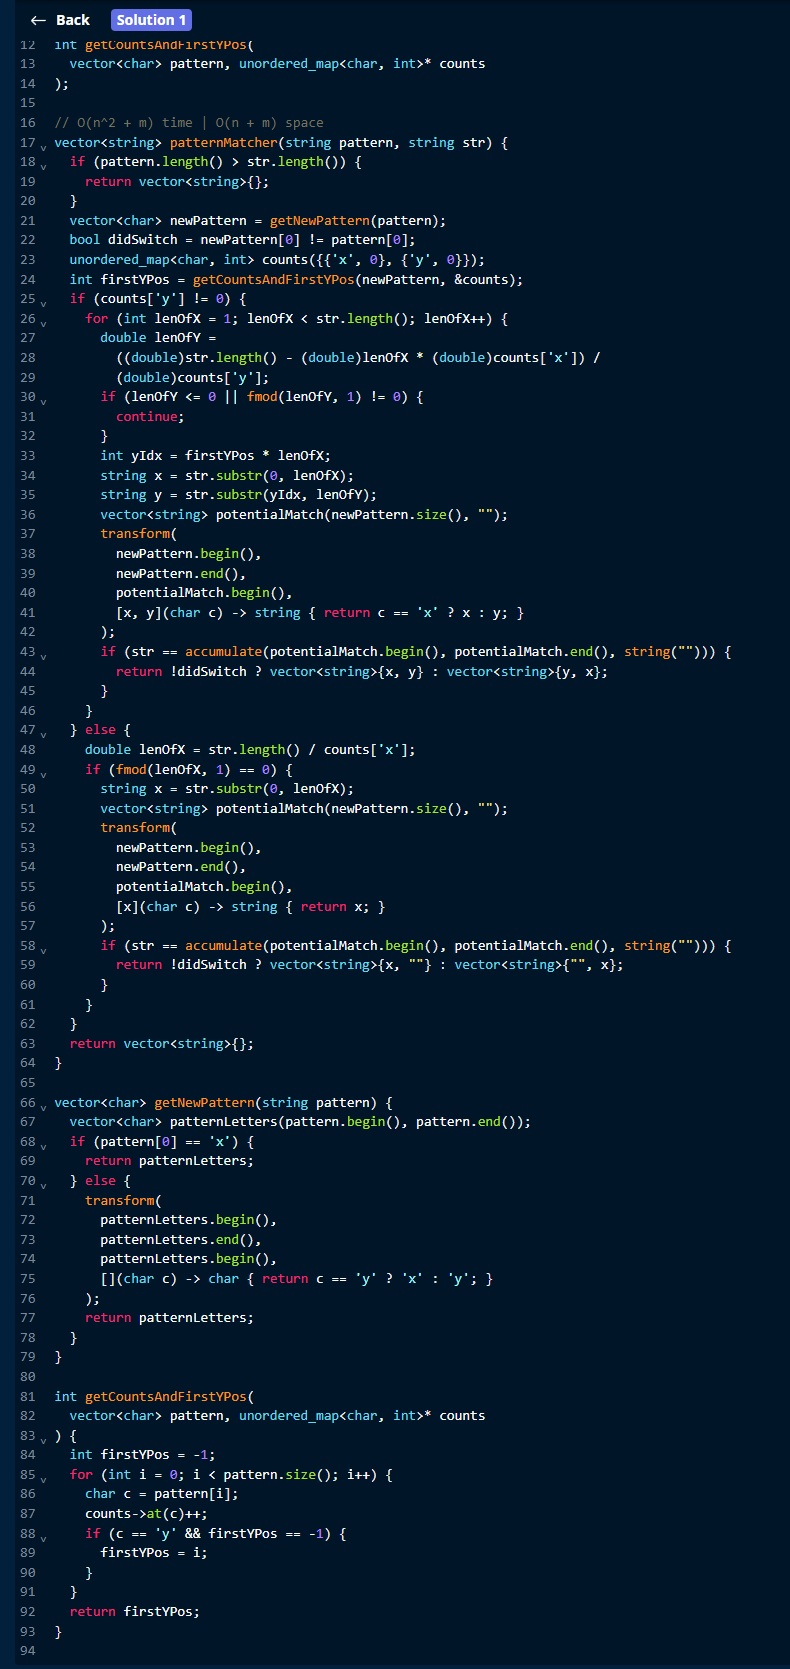 ← Back Solution 1
12 int getCountsAndFirstYPos(
13 vector<char> pattern, unordered_map<char, int>* counts
14 );
15
16 // O(n^2 + m) time | O(n + m) space
17 vector<string> patternMatcher(string pattern, string str) {
18 if (pattern.length() > str.length()) {
19 return vector<string>{};
20 }
21 vector<char> newPattern = getNewPattern(pattern);
22 bool didSwitch = newPattern[0] != pattern[0];
23 unordered_map<char, int> counts({{'x', 0}, {'y', 0}});
24 int firstYPos = getCountsAndFirstYPos(newPattern, &counts);
25 if (counts['y'] != 0) {
26 for (int lenOfX = 1; lenOfX < str.length(); lenOfX++) {
27 double lenOfY =
28 ((double)str.length() - (double)lenOfX * (double)counts['x']) /
29 (double)counts['y'];
30 if (lenOfY <= 0 || fmod(lenOfY, 1) != 0) {
31 continue;
32 }
33 int yIdx = firstYPos * lenOfX;
34 string x = str.substr(0, lenOfX);
35 string y = str.substr(yIdx, lenOfY);
36 vector<string> potentialMatch(newPattern.size(), "");
37 transform(
38 newPattern.begin(),
39 newPattern.end(),
40 potentialMatch.begin(),
41 [x, y](char c) -> string { return c == 'x' ? x : y; }
42 );
43 if (str == accumulate(potentialMatch.begin(), potentialMatch.end(), string(""))) {
44 return !didSwitch ? vector<string>{x, y} : vector<string>{y, x};
45 }
46 }
47 } else {
48 double lenOfX = str.length() / counts['x'];
49 if (fmod(lenOfX, 1) == 0) {
50 string x = str.substr(0, lenOfX);
51 vector<string> potentialMatch(newPattern.size(), "");
52 transform(
53 newPattern.begin(),
54 newPattern.end(),
55 potentialMatch.begin(),
56 [x](char c) -> string { return x; }
57 );
58 if (str == accumulate(potentialMatch.begin(), potentialMatch.end(), string(""))) {
59 return !didSwitch ? vector<string>{x, ""} : vector<string>{"", x};
60 }
61 }
62 }
63 return vector<string>{};
64 }
65
66 vector<char> getNewPattern(string pattern) {
67 vector<char> patternLetters(pattern.begin(), pattern.end());
68 if (pattern[0] == 'x') {
69 return patternLetters;
70 } else {
71 transform(
72 patternLetters.begin(),
73 patternLetters.end(),
74 patternLetters.begin(),
75 [](char c) -> char { return c == 'y' ? 'x' : 'y'; }
76 );
77 return patternLetters;
78 }
79 }
80
81 int getCountsAndFirstYPos(
82 vector<char> pattern, unordered_map<char, int>* counts
83 ) {
84 int firstYPos = -1;
85 for (int i = 0; i < pattern.size(); i++) {
86 char c = pattern[i];
87 counts->at(c)++;
88 if (c == 'y' && firstYPos == -1) {
89 firstYPos = i;
90 }
91 }
92 return firstYPos;
93 }
94